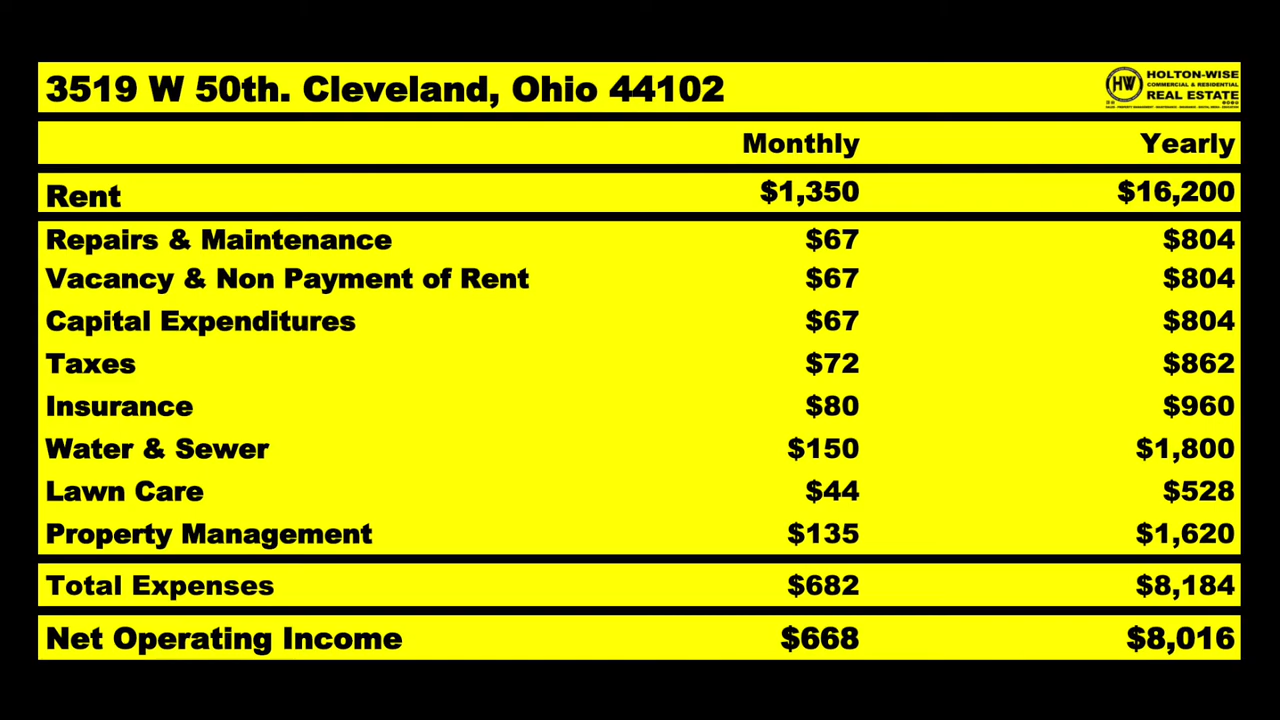 3519 W 50th. Cleveland, Ohio 44102
HW
HOLTON-WISE
COMMERCIAL & RESIDENTIAL
REAL ESTATE
Monthly Yearly
Rent $1,350 $16,200
Repairs & Maintenance $67 $804
Vacancy & Non Payment of Rent $67 $804
Capital Expenditures $67 $804
Taxes $72 $862
Insurance $80 $960
Water & Sewer $150 $1,800
Lawn Care $44 $528
Property Management $135 $1,620
Total Expenses $682 $8,184
Net Operating Income $668 $8,016